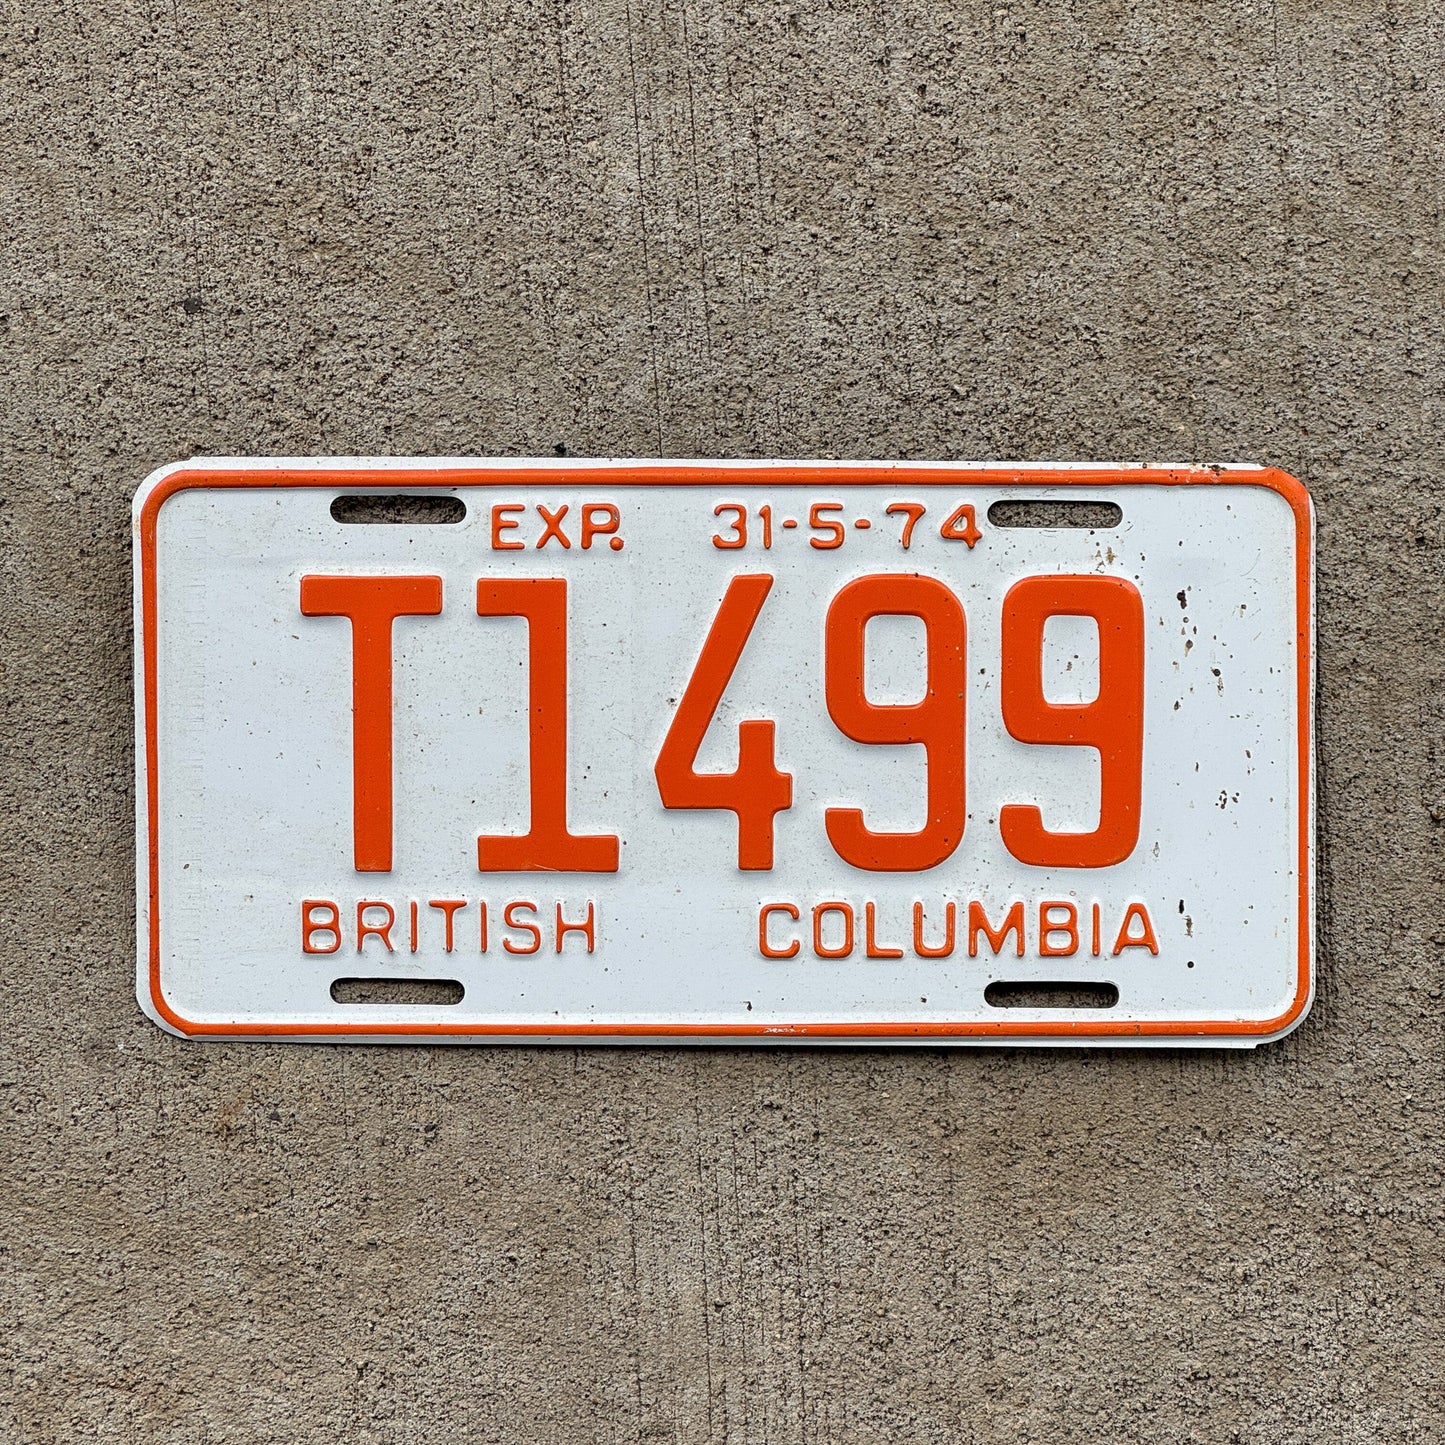 EXP. 31-5-74
T1499
BRITISH COLUMBIA